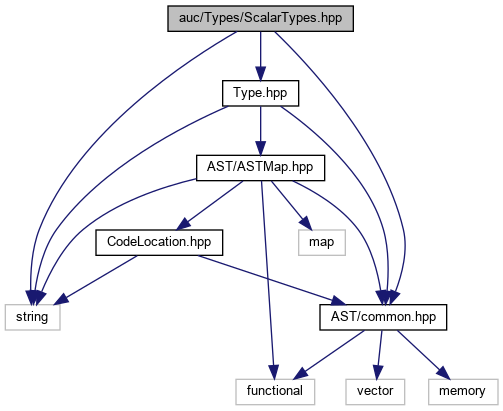 auc/Types/ScalarTypes.hpp
Type.hpp
AST/ASTMap.hpp
CodeLocation.hpp
map
string
AST/common.hpp
functional
vector
memory